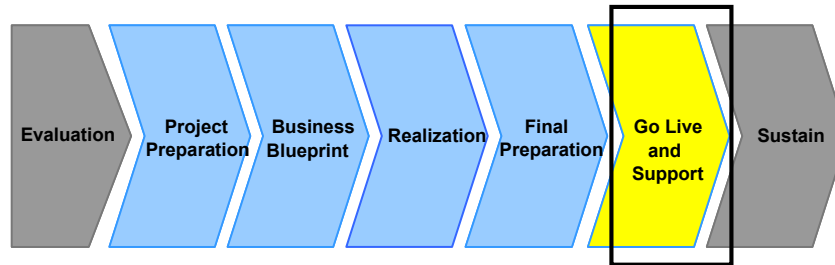 Evaluation
Project
Preparation
Business
Blueprint
Realization
Final
Preparation
Go Live
and
Support
Sustain